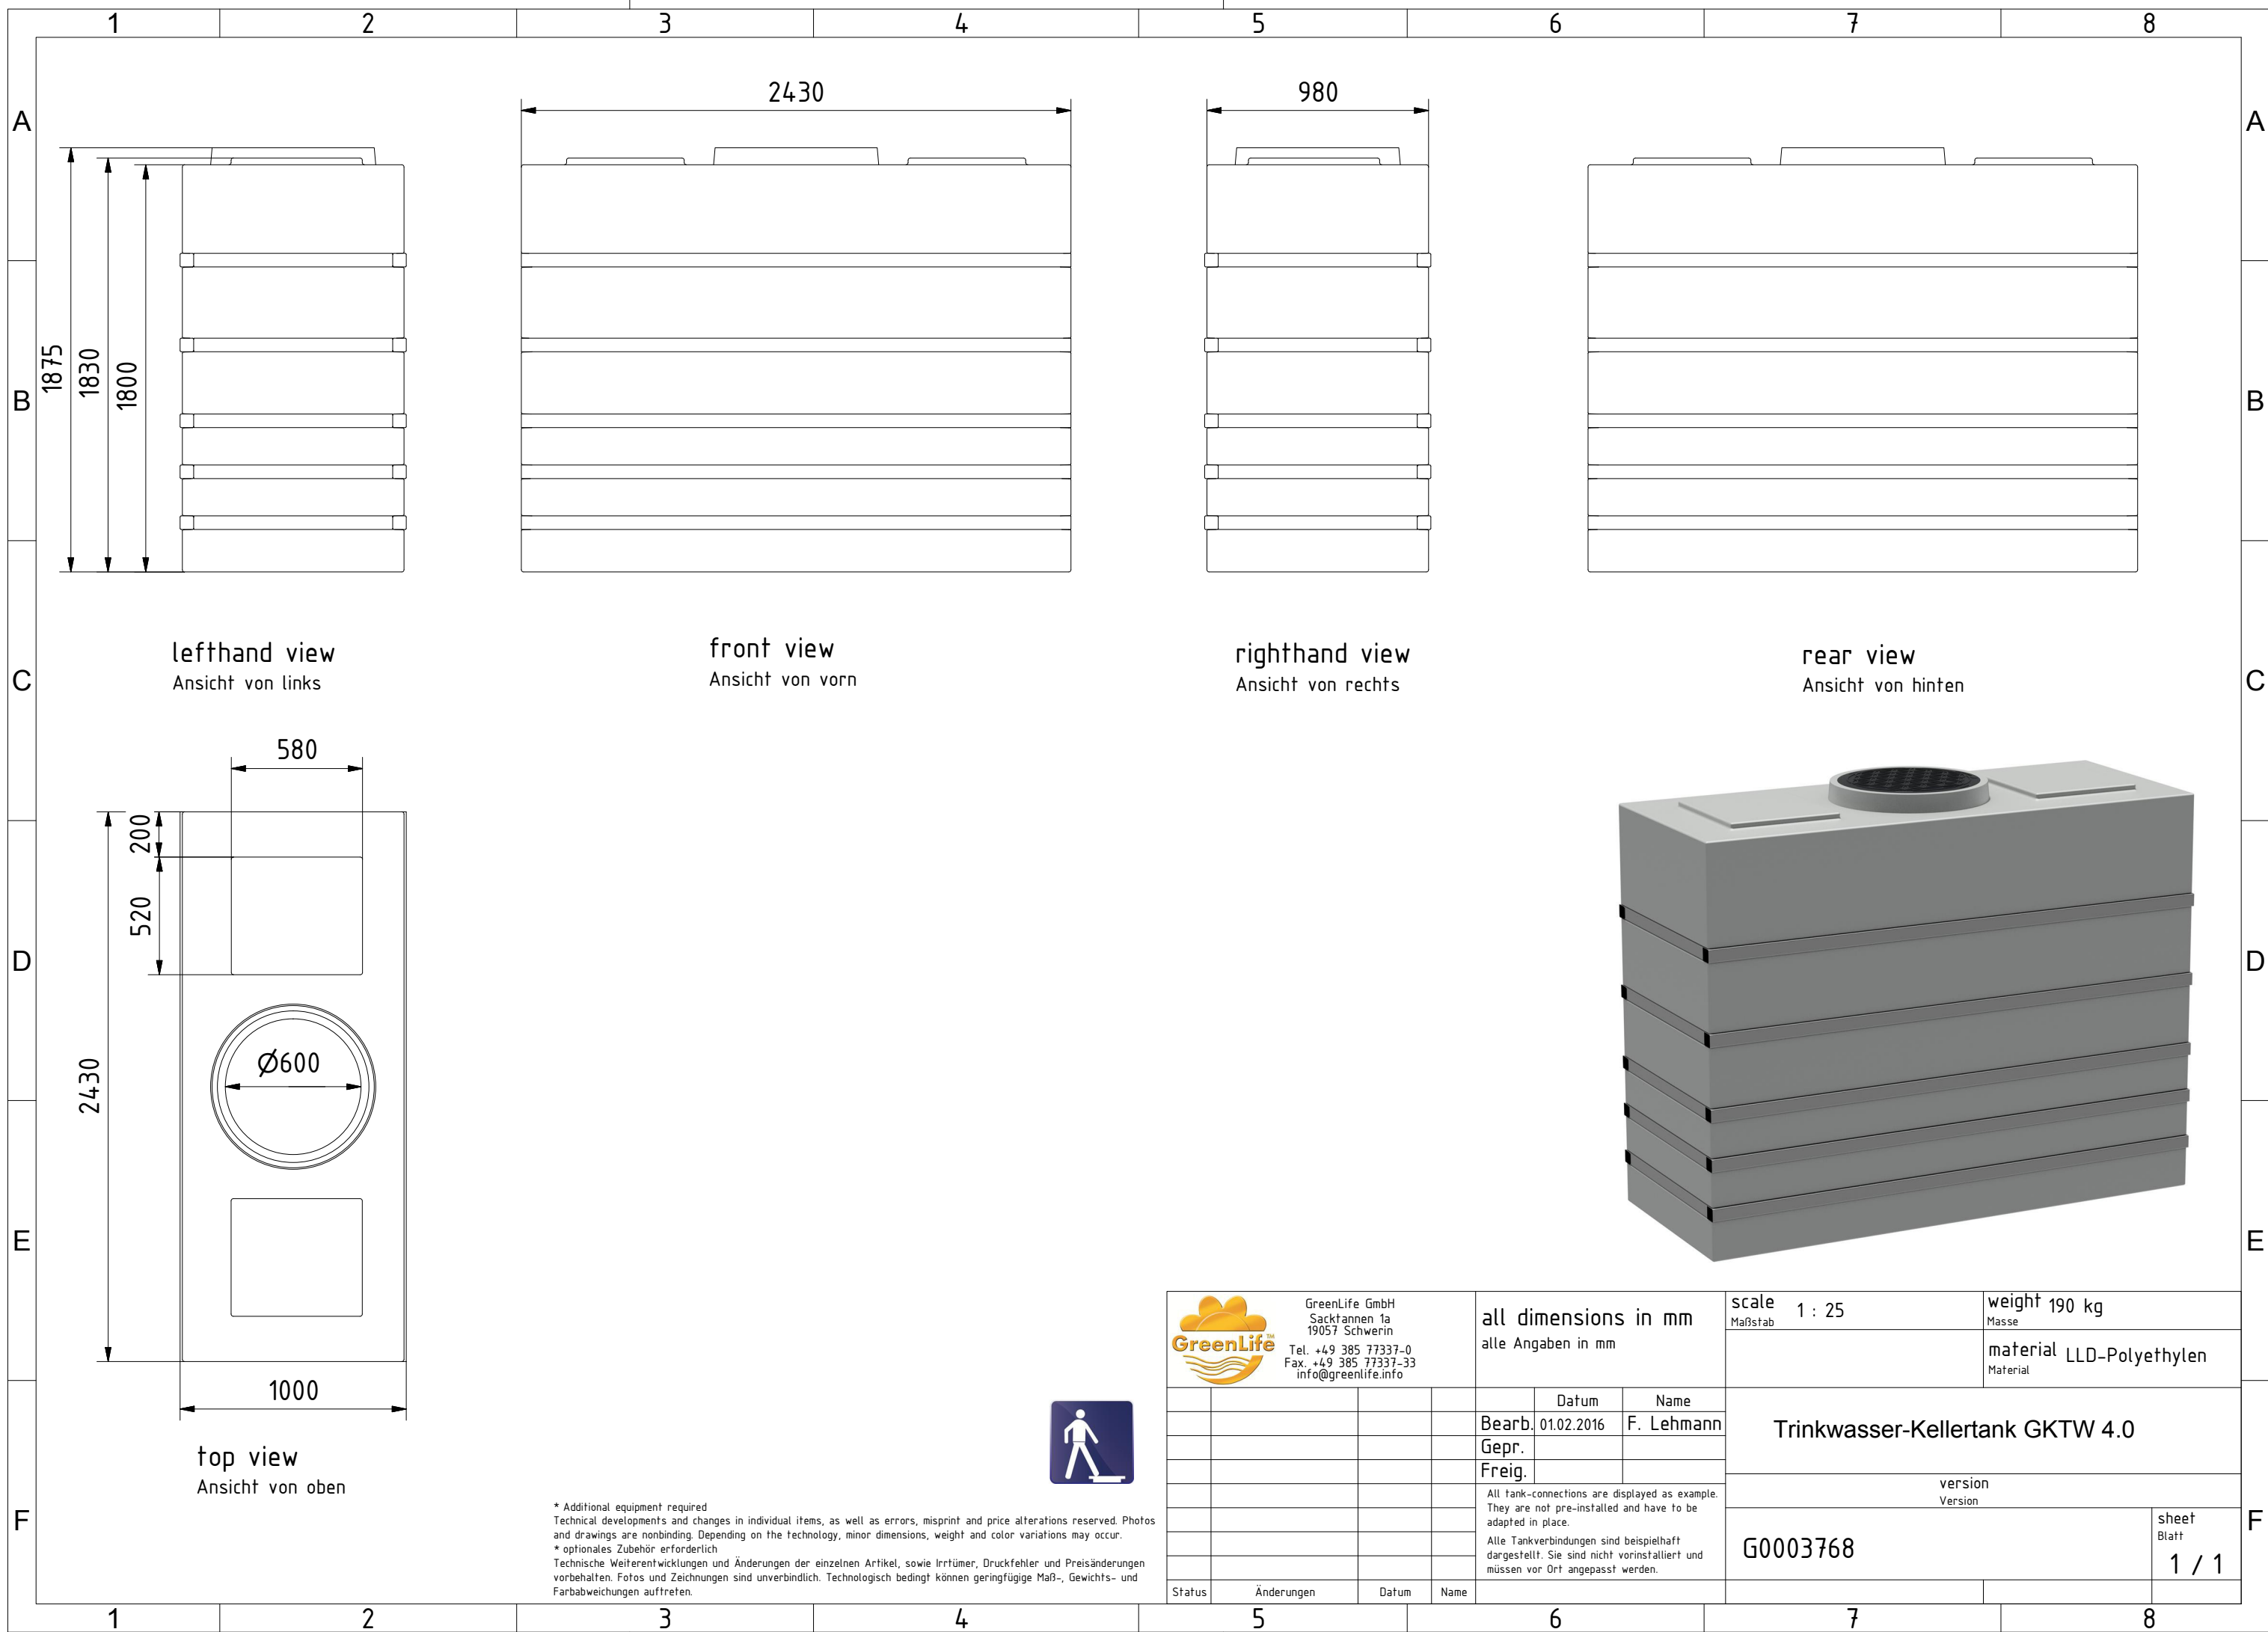 1 2 3 4 5 6 7 8
A A
B B
C C
D D
E E
F F
1875
1830
1800
2430
980
lefthand view
Ansicht von links
front view
Ansicht von vorn
righthand view
Ansicht von rechts
rear view
Ansicht von hinten
580
200
520
2430
Ø600
1000
top view
Ansicht von oben
* Additional equipment required
Technical developments and changes in individual items, as well as errors, misprint and price alterations reserved. Photos
and drawings are nonbinding. Depending on the technology, minor dimensions, weight and color variations may occur.
* optionales Zubehör erforderlich
Technische Weiterentwicklungen und Änderungen der einzelnen Artikel, sowie Irrtümer, Druckfehler und Preisänderungen
vorbehalten. Fotos und Zeichnungen sind unverbindlich. Technologisch bedingt können geringfügige Maß-, Gewichts- und
Farbabweichungen auftreten.
GreenLife™
GreenLife GmbH
Sacktannen 1a
19057 Schwerin
Tel. +49 385 77337-0
Fax. +49 385 77337-33
info@greenlife.info
all dimensions in mm
alle Angaben in mm
scale 1 : 25
Maßstab
weight 190 kg
Masse
material LLD-Polyethylen
Material
Datum Name
Bearb. 01.02.2016 F. Lehmann
Gepr.
Freig.
Trinkwasser-Kellertank GKTW 4.0
version
Version
All tank-connections are displayed as example.
They are not pre-installed and have to be
adapted in place.
Alle Tankverbindungen sind beispielhaft
dargestellt. Sie sind nicht vorinstalliert und
müssen vor Ort angepasst werden.
G0003768
sheet
Blatt
1 / 1
Status Änderungen Datum Name
1 2 3 4 5 6 7 8